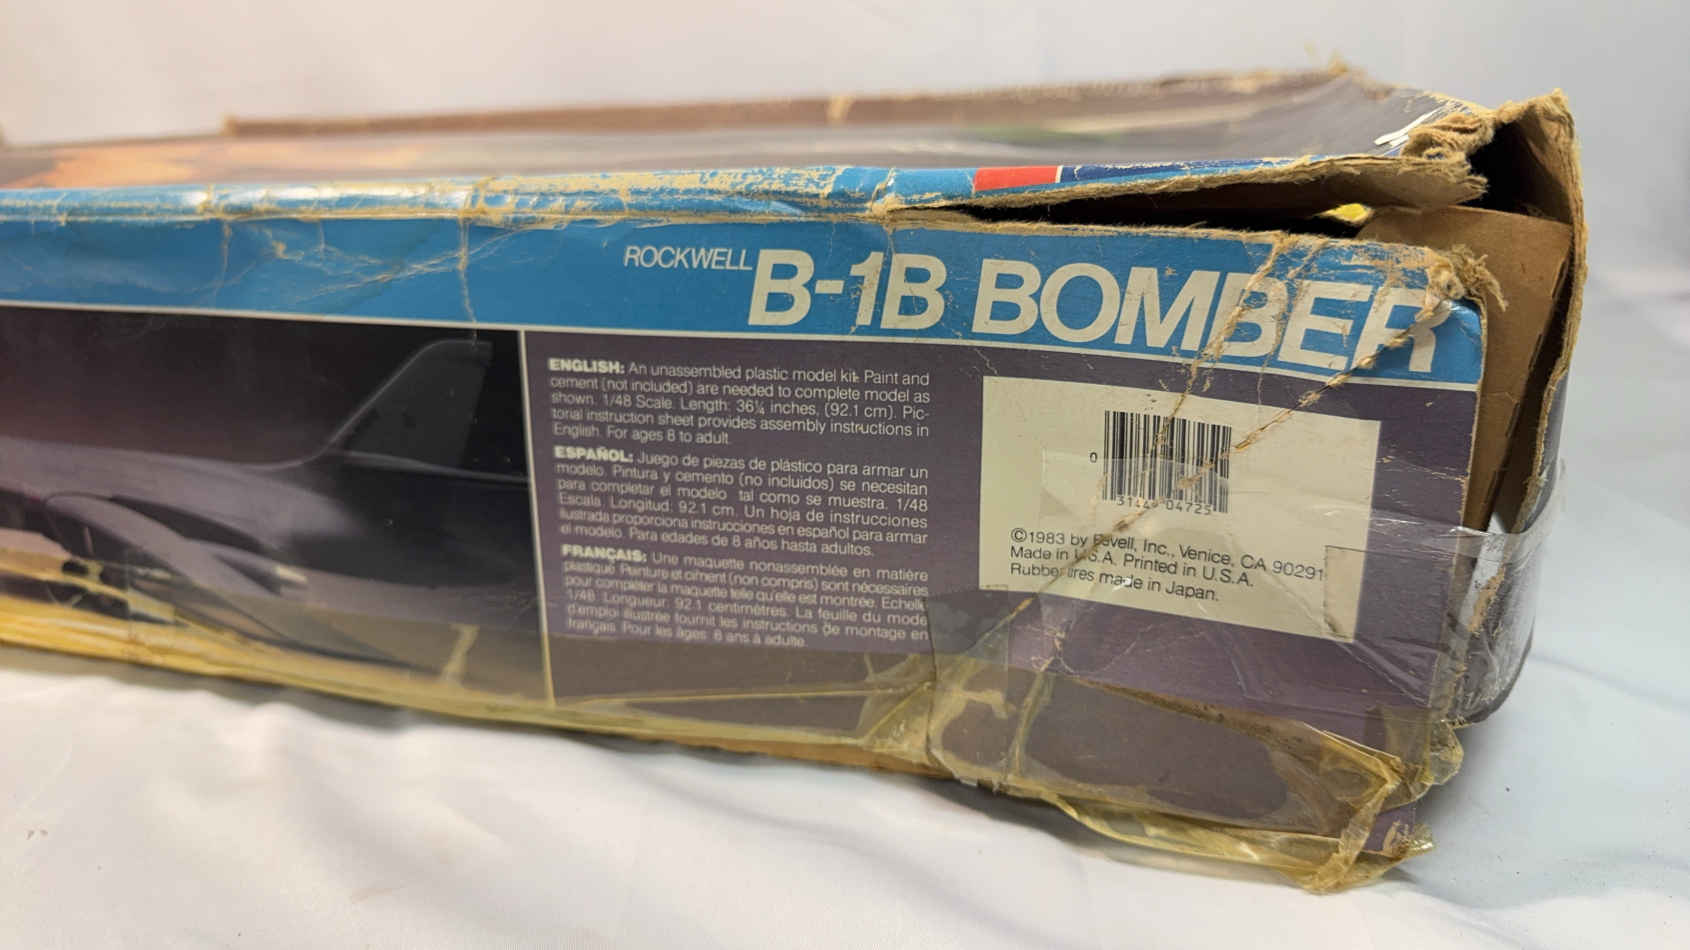 ROCKWELL B-1B BOMBER
ENGLISH: An unassembled plastic model kit. Paint and
cement (not included) are needed to complete model as
shown. 1/48 Scale. Length: 36¼ inches, (92.1 cm). Pic-
torial instruction sheet provides assembly instructions in
English. For ages 8 to adult.
ESPAÑOL: Juego de piezas de plástico para armar un
modelo. Pintura y cemento (no incluidos) se necesitan
para completar el modelo tal como se muestra. 1/48
Escala. Longitud: 92.1 cm. Un hoja de instrucciones
ilustrada proporciona instrucciones en español para armar
el modelo. Para edades de 8 años hasta adultos.
FRANÇAIS: Une maquette nonassemblée en matière
plastique. Peinture et ciment (non compris) sont nécessaires
pour completer la maquette telle qu'elle est montrée. Echelle
1/48. Longueur: 92.1 centimètres. La feuille du mode
d'emploi illustrée fournit les instructions de montage en
français. Pour les âges: 8 ans à adulte.
0
31444 04725
©1983 by Revell, Inc., Venice, CA 90291
Made in U.S.A. Printed in U.S.A.
Rubber tires made in Japan.